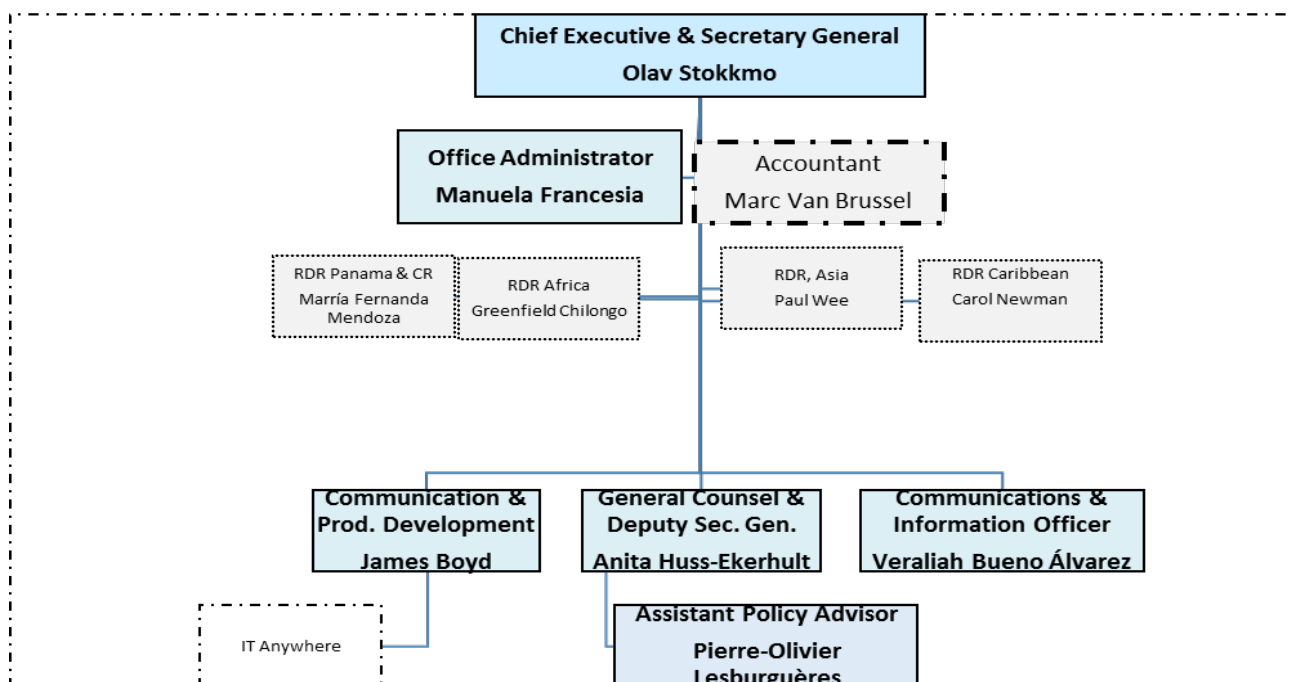 Chief Executive & Secretary General
Olav Stokkmo
Office Administrator
Manuela Francesia
Accountant
Marc Van Brussel
RDR Panama & CR
Marría Fernanda
Mendoza
RDR Africa
Greenfield Chilongo
RDR, Asia
Paul Wee
RDR Caribbean
Carol Newman
Communication &
Prod. Development
James Boyd
General Counsel &
Deputy Sec. Gen.
Anita Huss-Ekerhult
Communications &
Information Officer
Veraliah Bueno Álvarez
IT Anywhere
Assistant Policy Advisor
Pierre-Olivier
Lesburguères